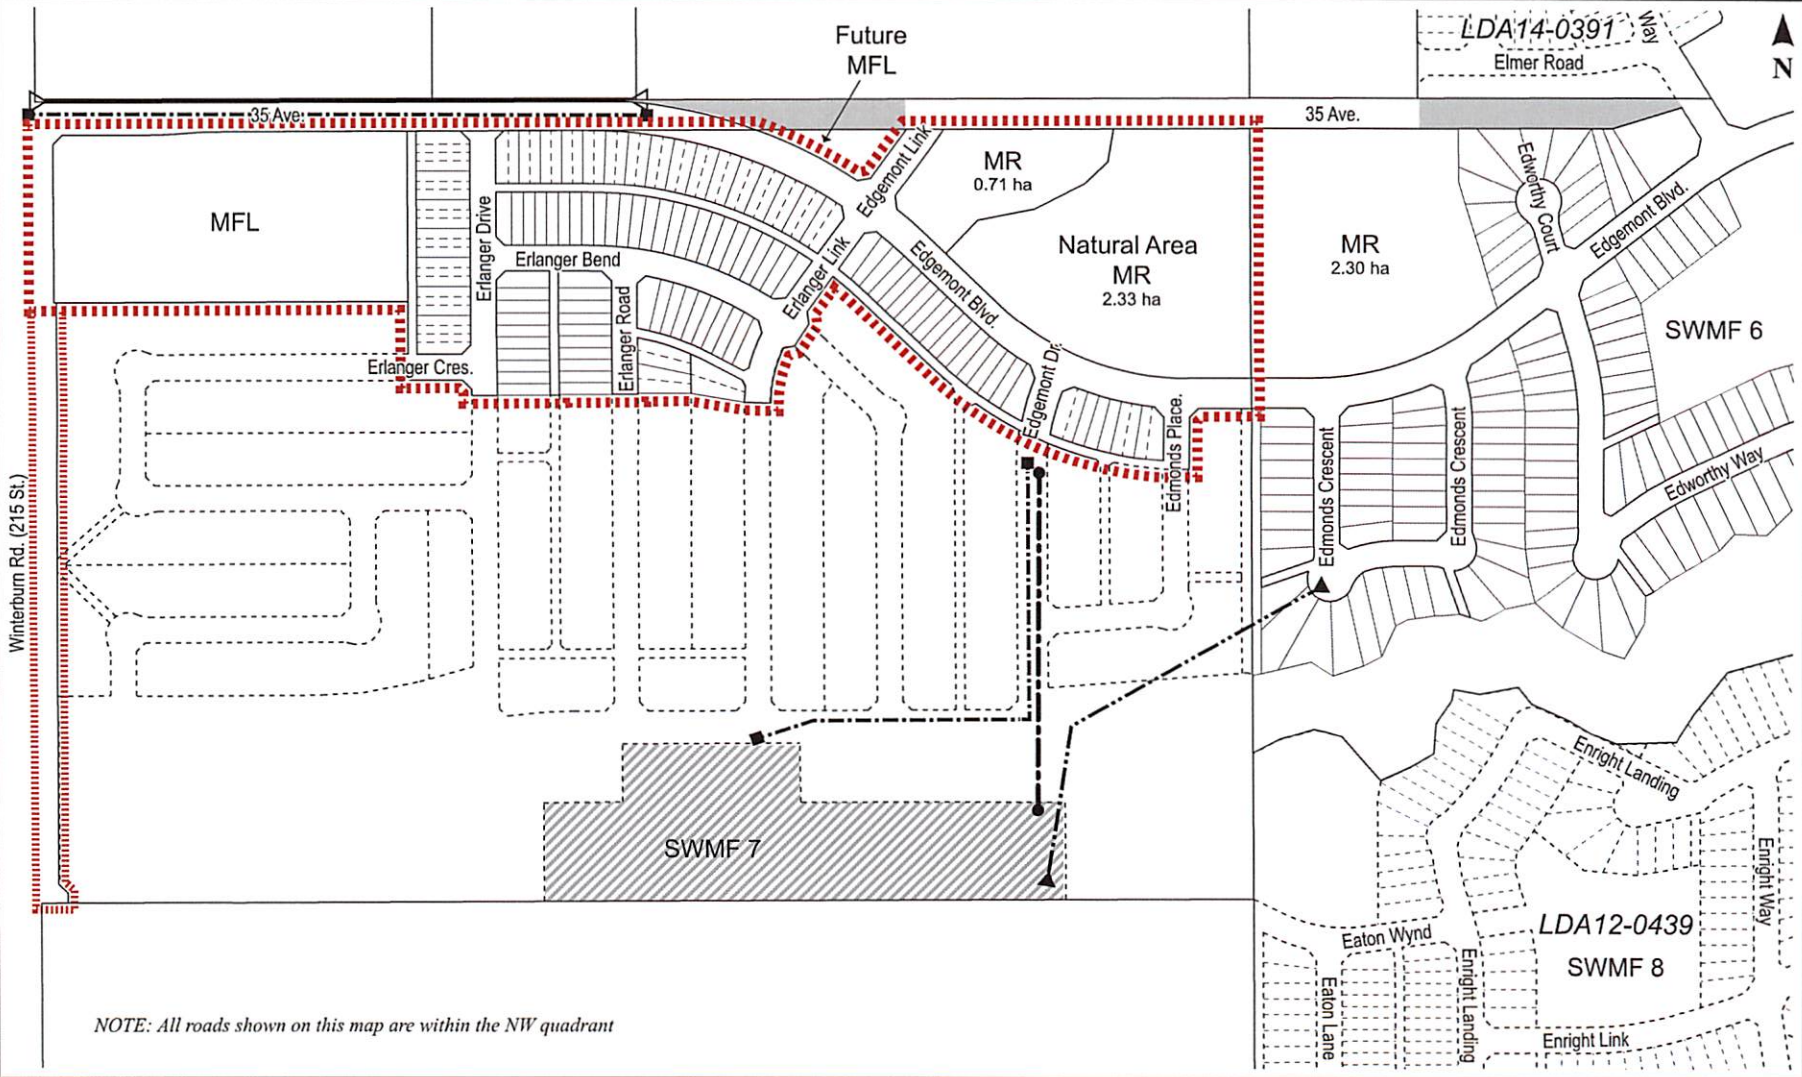 Future
MFL
LDA14-0391
Way
Elmer Road
N
35 Ave.
35 Ave.
MFL
Erlanger Drive
Erlanger Bend
Erlanger Road
Erlanger Cres.
Erlanger Link
Edgemont Link
MR
0.71 ha
Natural Area
MR
2.33 ha
Edgemont Blvd.
Edgemont Dr.
Edmonds Place.
MR
2.30 ha
Edworthy Court
Edgemont Blvd.
SWMF 6
Edmonds Crescent
Edmonds Crescent
Edworthy Way
Winterburn Rd. (215 St.)
SWMF 7
Enright Landing
Enright Way
LDA12-0439
SWMF 8
Eaton Wynd
Eaton Lane
Enright Landing
Enright Link
NOTE: All roads shown on this map are within the NW quadrant